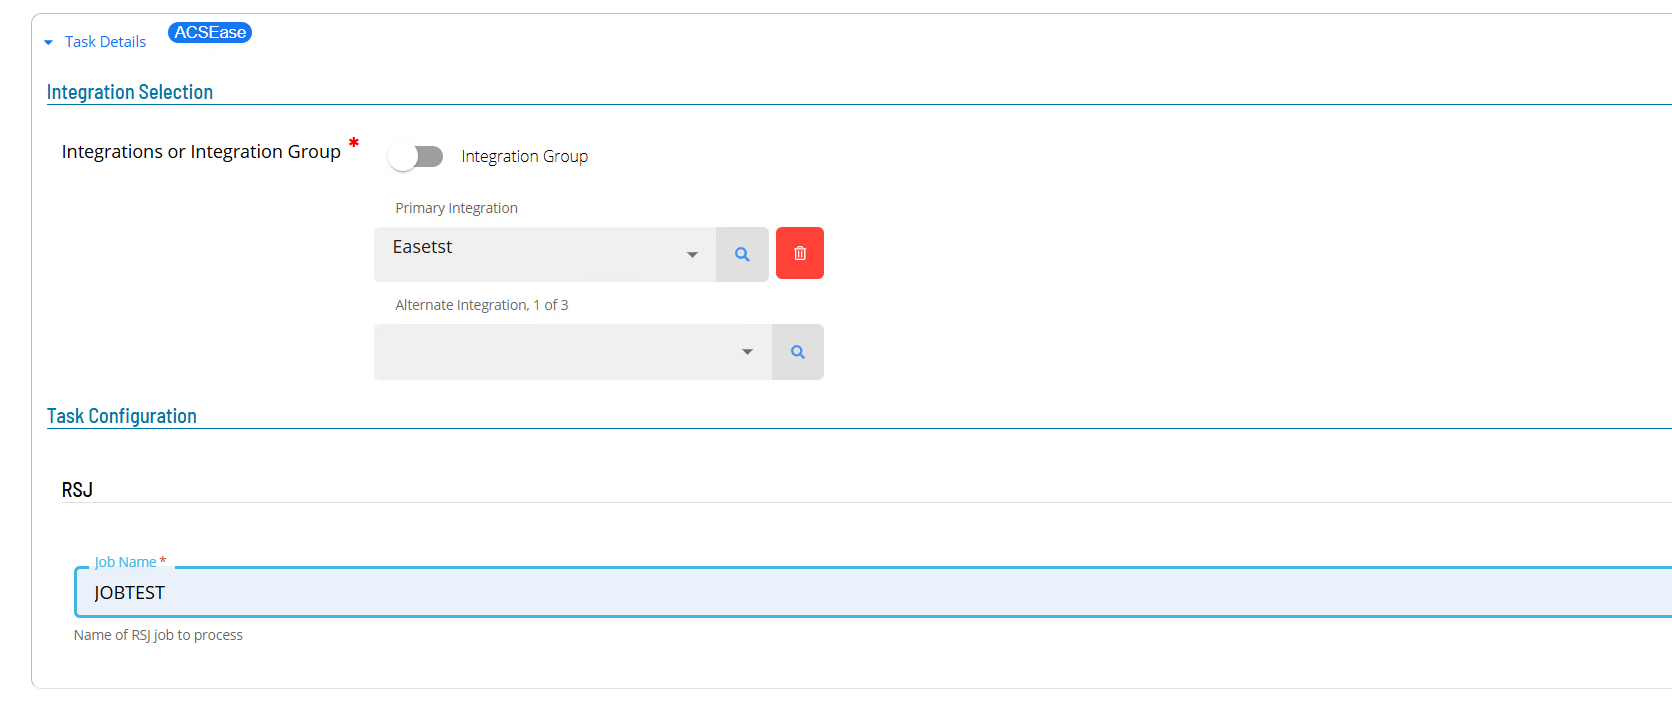 Task Details ACSEase
Integration Selection
Integrations or Integration Group *
Integration Group
Primary Integration
Easetst
Alternate Integration, 1 of 3
Task Configuration
RSJ
Job Name *
JOBTEST
Name of RSJ job to process